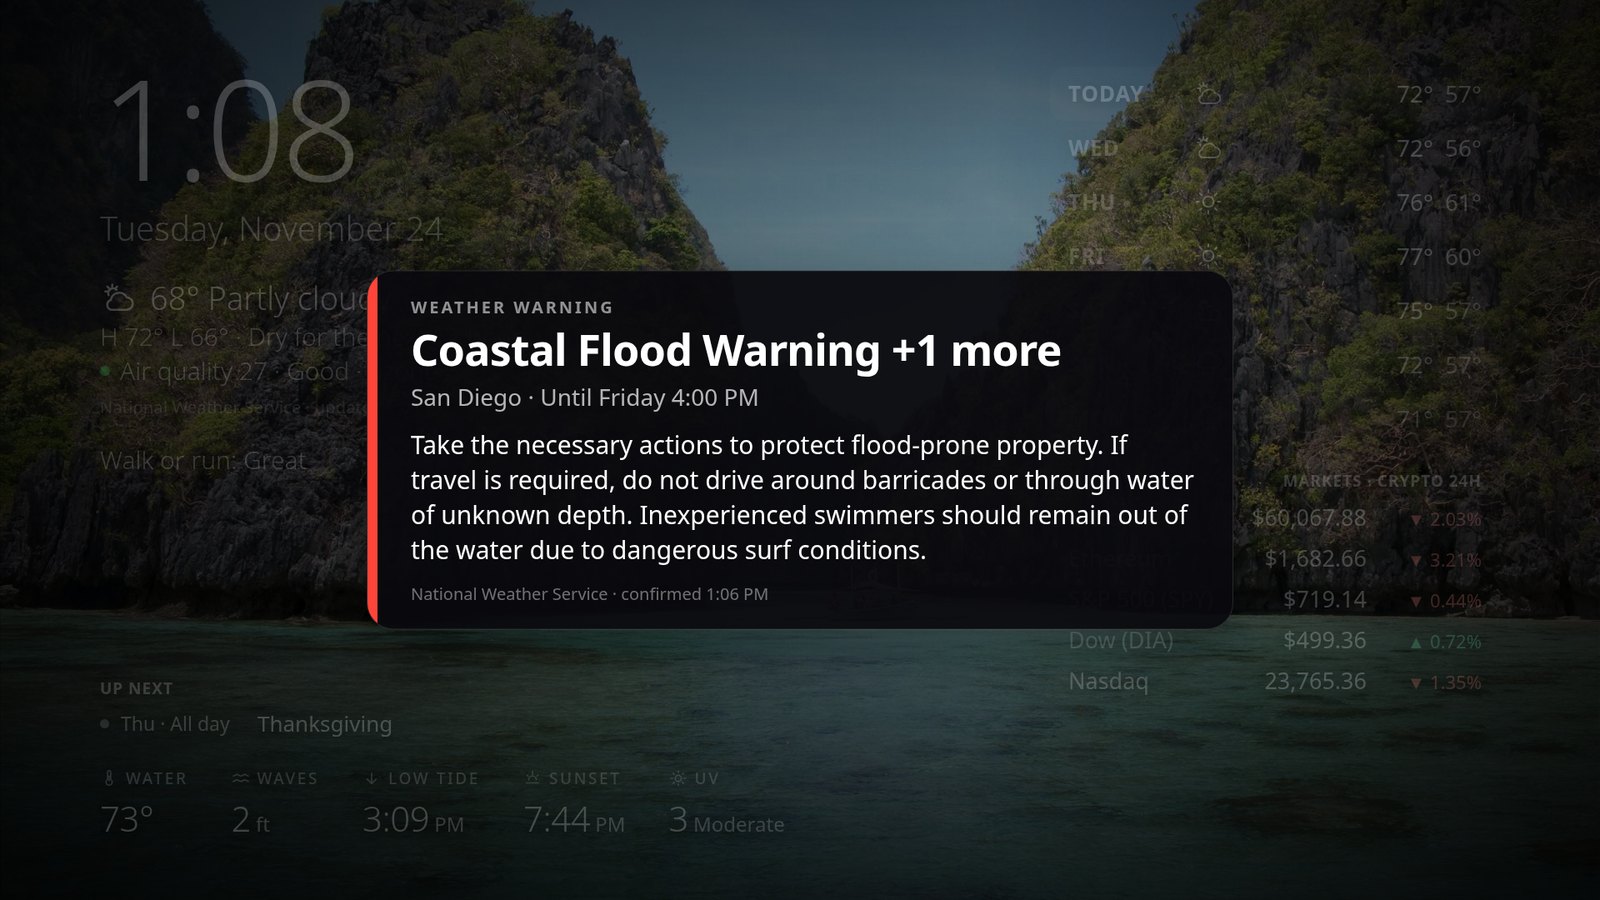 1:08
Tuesday, November 24
68° Partly cloud
H 72° L 66° · Dry for the
Air quality 27 · Good ·
National Weather Service · updat
Walk or run: Great
TODAY 72° 57°
WED 72° 56°
THU 76° 61°
FRI 77° 60°
75° 57°
72° 57°
71° 57°
WEATHER WARNING
Coastal Flood Warning +1 more
San Diego · Until Friday 4:00 PM
Take the necessary actions to protect flood-prone property. If
travel is required, do not drive around barricades or through water
of unknown depth. Inexperienced swimmers should remain out of
the water due to dangerous surf conditions.
National Weather Service · confirmed 1:06 PM
MARKETS · CRYPTO 24H
$60,067.88 ▼ 2.03%
Ethereum $1,682.66 ▼ 3.21%
S&P 500 (SPY) $719.14 ▼ 0.44%
Dow (DIA) $499.36 ▲ 0.72%
Nasdaq 23,765.36 ▼ 1.35%
UP NEXT
Thu · All day Thanksgiving
WATER WAVES LOW TIDE SUNSET UV
73° 2 ft 3:09 PM 7:44 PM 3 Moderate